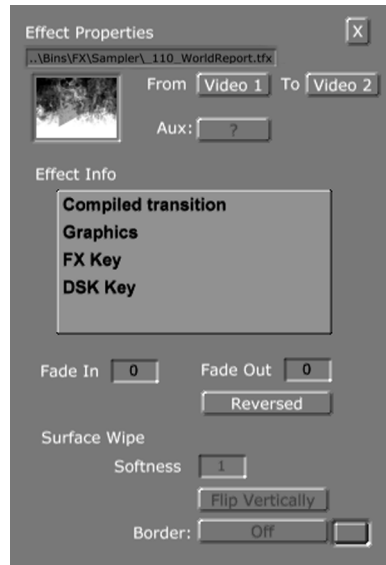 Effect Properties
X
..\Bins\FX\Sampler\_110_WorldReport.tfx
From Video 1 To Video 2
Aux: ?
Effect Info
Compiled transition
Graphics
FX Key
DSK Key
Fade In 0 Fade Out 0
Reversed
Surface Wipe
Softness 1
Flip Vertically
Border: Off